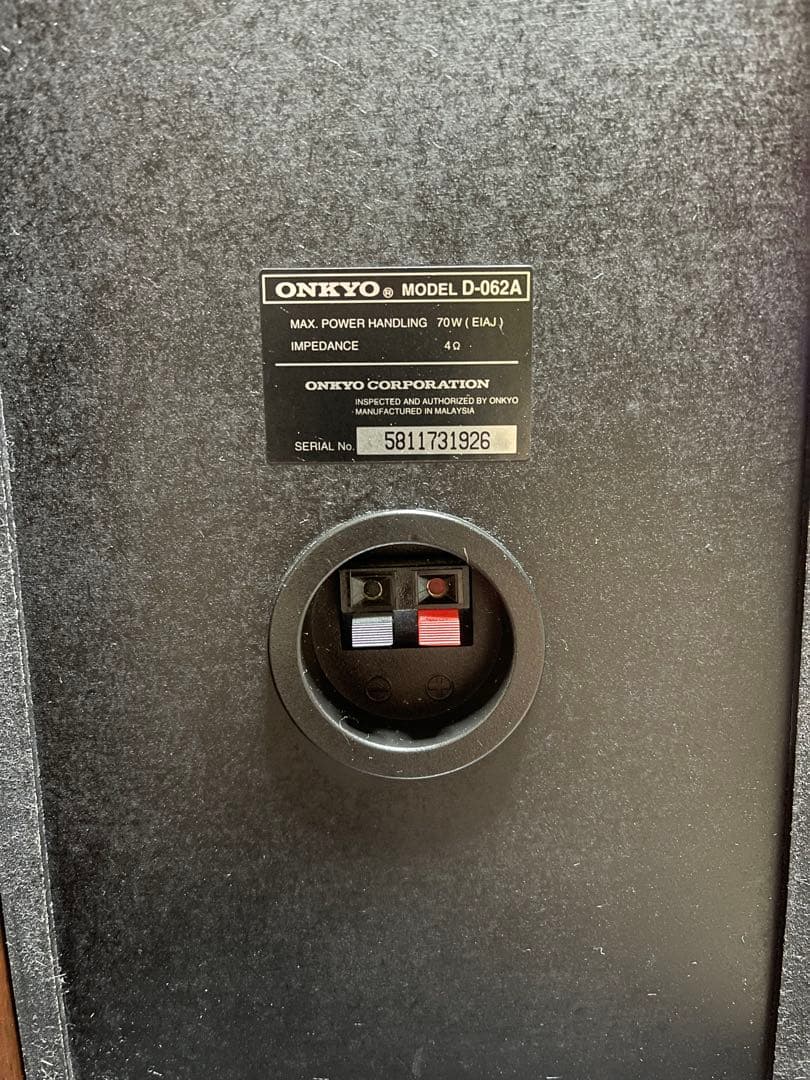 ONKYO® MODEL D-062A
MAX. POWER HANDLING 70W ( EIAJ )
IMPEDANCE 4Ω
ONKYO CORPORATION
INSPECTED AND AUTHORIZED BY ONKYO
MANUFACTURED IN MALAYSIA
SERIAL No. 5811731926
⊖ ⊕